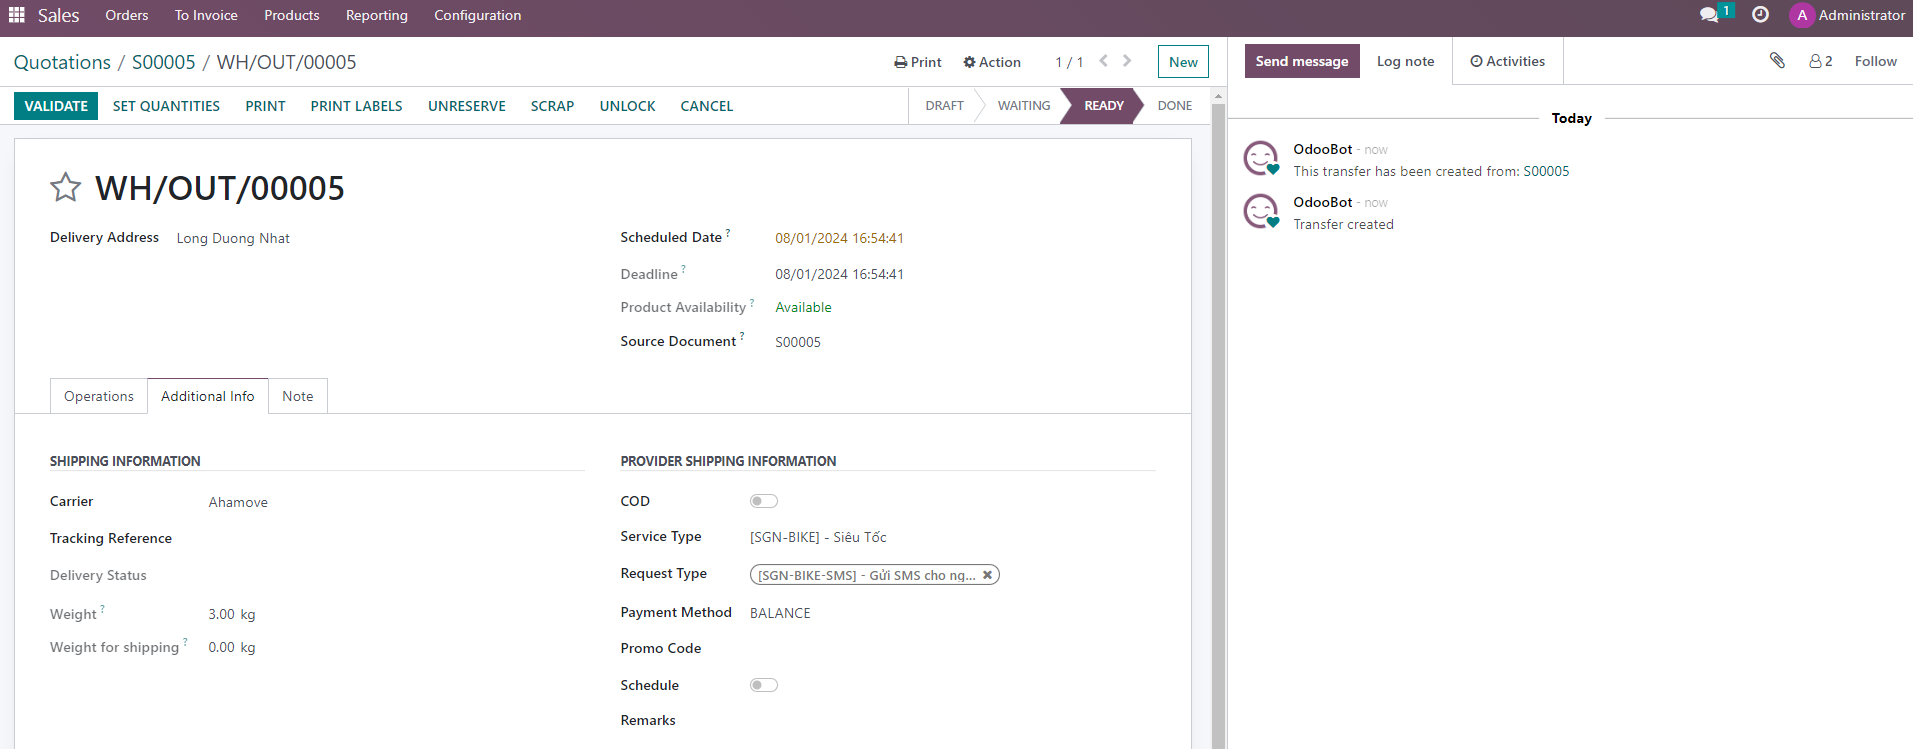 Sales Orders To Invoice Products Reporting Configuration 1 A Administrator
Quotations / S00005 / WH/OUT/00005 Print Action 1 / 1 New Send message Log note Activities 2 Follow
VALIDATE SET QUANTITIES PRINT PRINT LABELS UNRESERVE SCRAP UNLOCK CANCEL DRAFT WAITING READY DONE
Today
OdooBot - now
This transfer has been created from: S00005
OdooBot - now
Transfer created
WH/OUT/00005
Delivery Address Long Duong Nhat
Scheduled Date ? 08/01/2024 16:54:41
Deadline ? 08/01/2024 16:54:41
Product Availability ? Available
Source Document ? S00005
Operations Additional Info Note
SHIPPING INFORMATION
Carrier Ahamove
Tracking Reference
Delivery Status
Weight ? 3.00 kg
Weight for shipping ? 0.00 kg
PROVIDER SHIPPING INFORMATION
COD
Service Type [SGN-BIKE] - Siêu Tốc
Request Type [SGN-BIKE-SMS] - Gửi SMS cho ng... ✖
Payment Method BALANCE
Promo Code
Schedule
Remarks